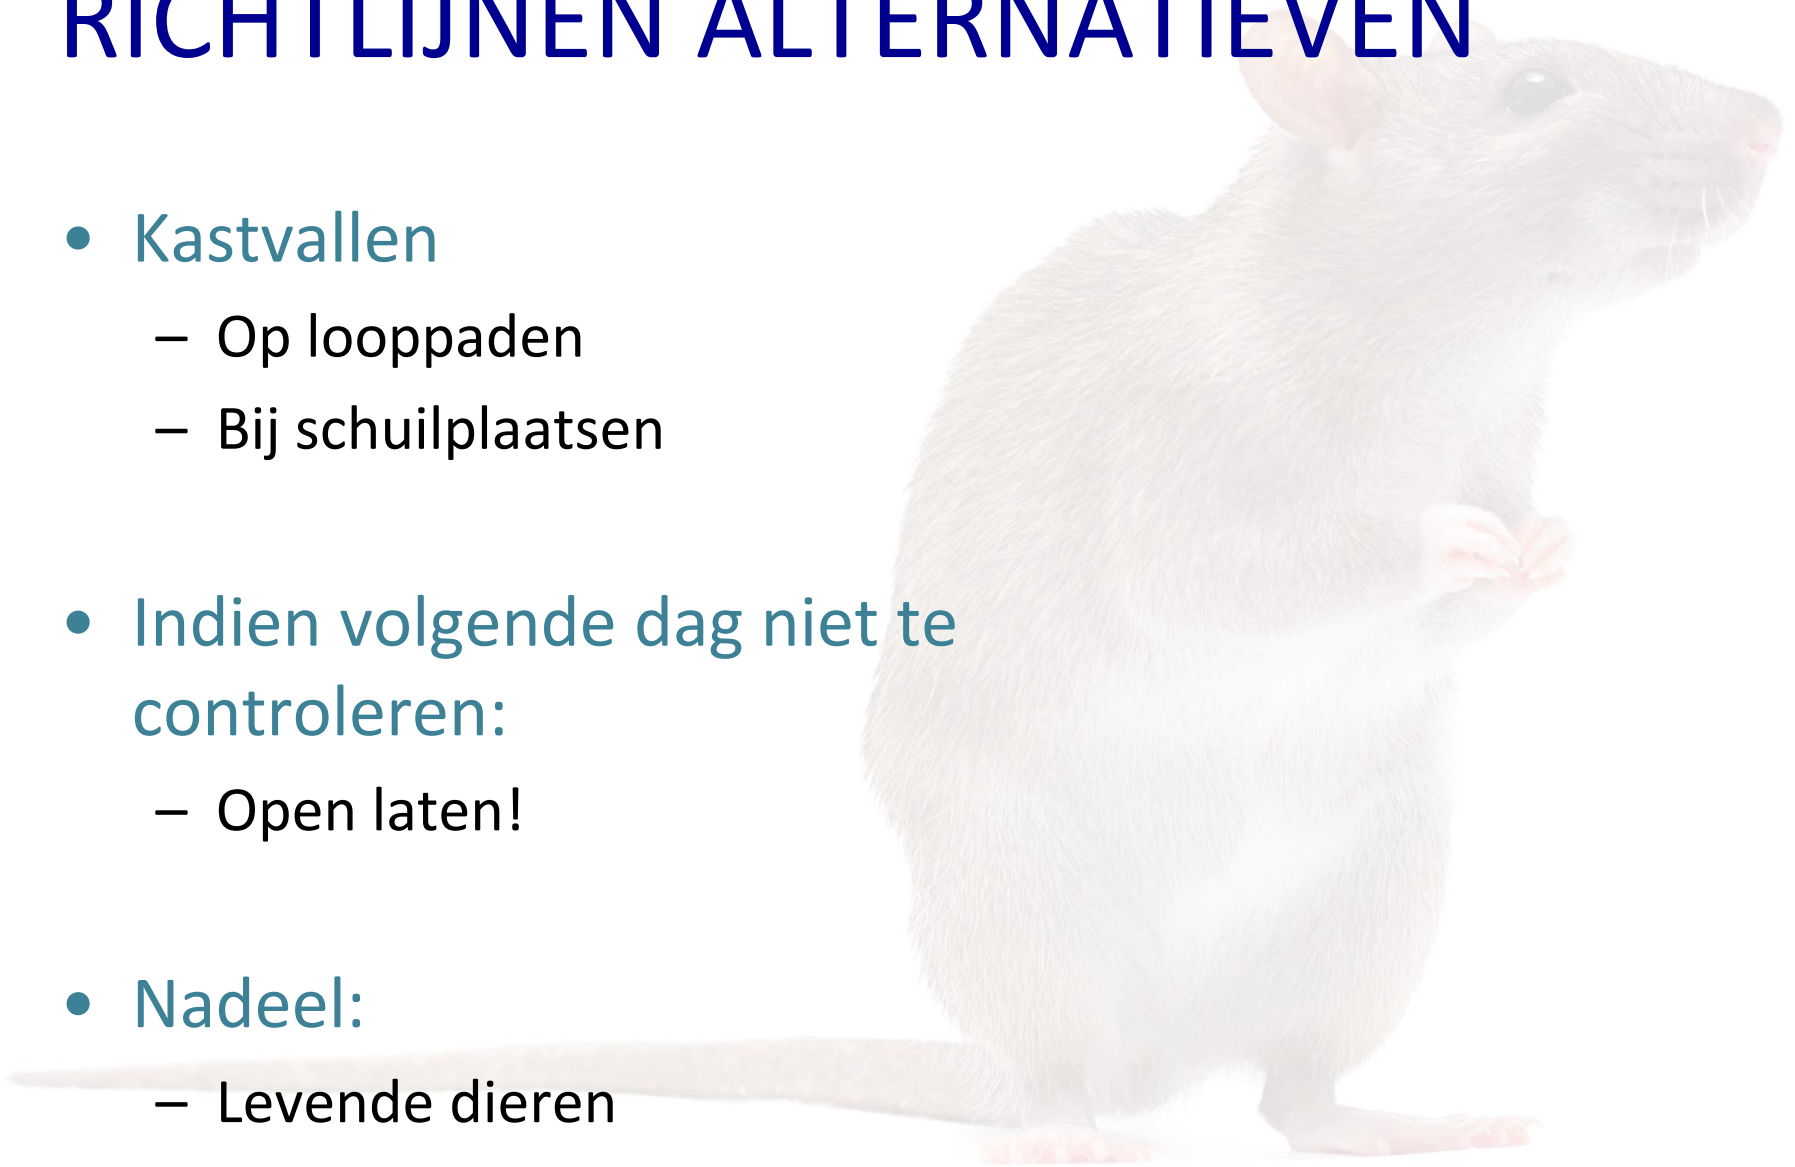 RICHTLIJNEN ALTERNATIEVEN
• Kastvallen
– Op looppaden
– Bij schuilplaatsen
• Indien volgende dag niet te
controleren:
– Open laten!
• Nadeel:
– Levende dieren